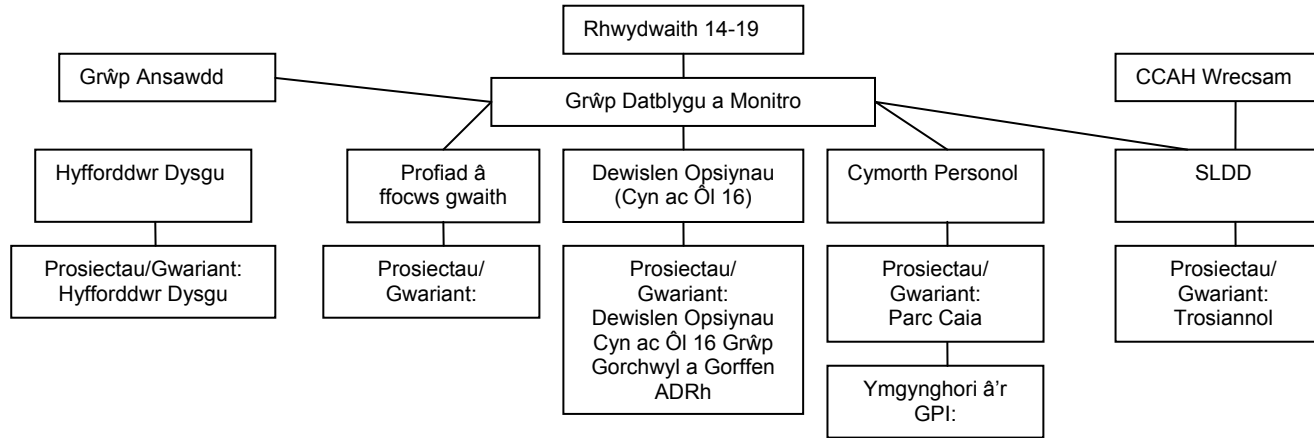 Rhwydwaith 14-19
Grŵp Ansawdd
CCAH Wrecsam
Grŵp Datblygu a Monitro
Hyfforddwr Dysgu
Profiad â
ffocws gwaith
Dewislen Opsiynau
(Cyn ac Ôl 16)
Cymorth Personol
SLDD
Prosiectau/Gwariant:
Hyfforddwr Dysgu
Prosiectau/
Gwariant:
Prosiectau/
Gwariant:
Dewislen Opsiynau
Cyn ac Ôl 16 Grŵp
Gorchwyl a Gorffen
ADRh
Prosiectau/
Gwariant:
Parc Caia
Prosiectau/
Gwariant:
Trosiannol
Ymgynghori â’r
GPI: